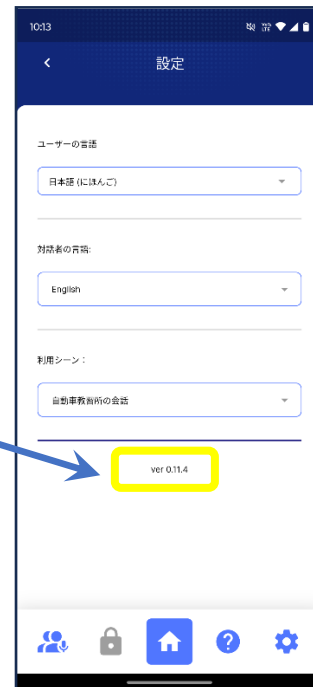 10:13
設定
ユーザーの言語
日本語 (にほんご)
対話者の言語:
English
利用シーン：
自動車教習所の会話
ver 0.11.4